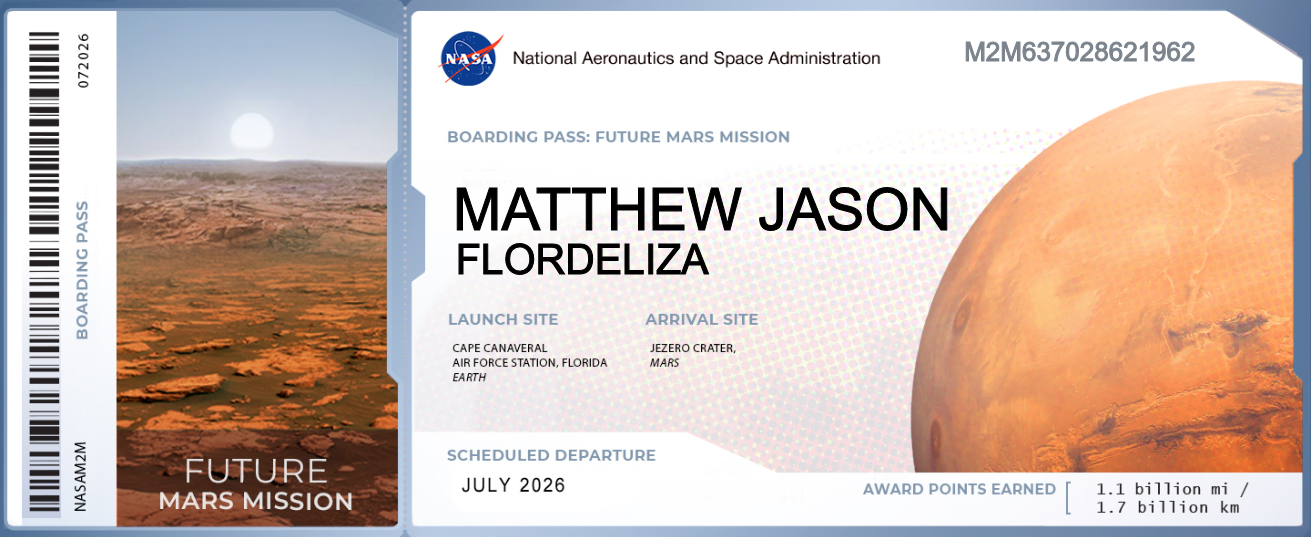 072026
BOARDING PASS
NASAM2M
FUTURE
MARS MISSION
NASA
National Aeronautics and Space Administration
M2M637028621962
BOARDING PASS: FUTURE MARS MISSION
MATTHEW JASON
FLORDELIZA
LAUNCH SITE
CAPE CANAVERAL
AIR FORCE STATION, FLORIDA
EARTH
ARRIVAL SITE
JEZERO CRATER,
MARS
SCHEDULED DEPARTURE
JULY 2026
AWARD POINTS EARNED
1.1 billion mi /
1.7 billion km